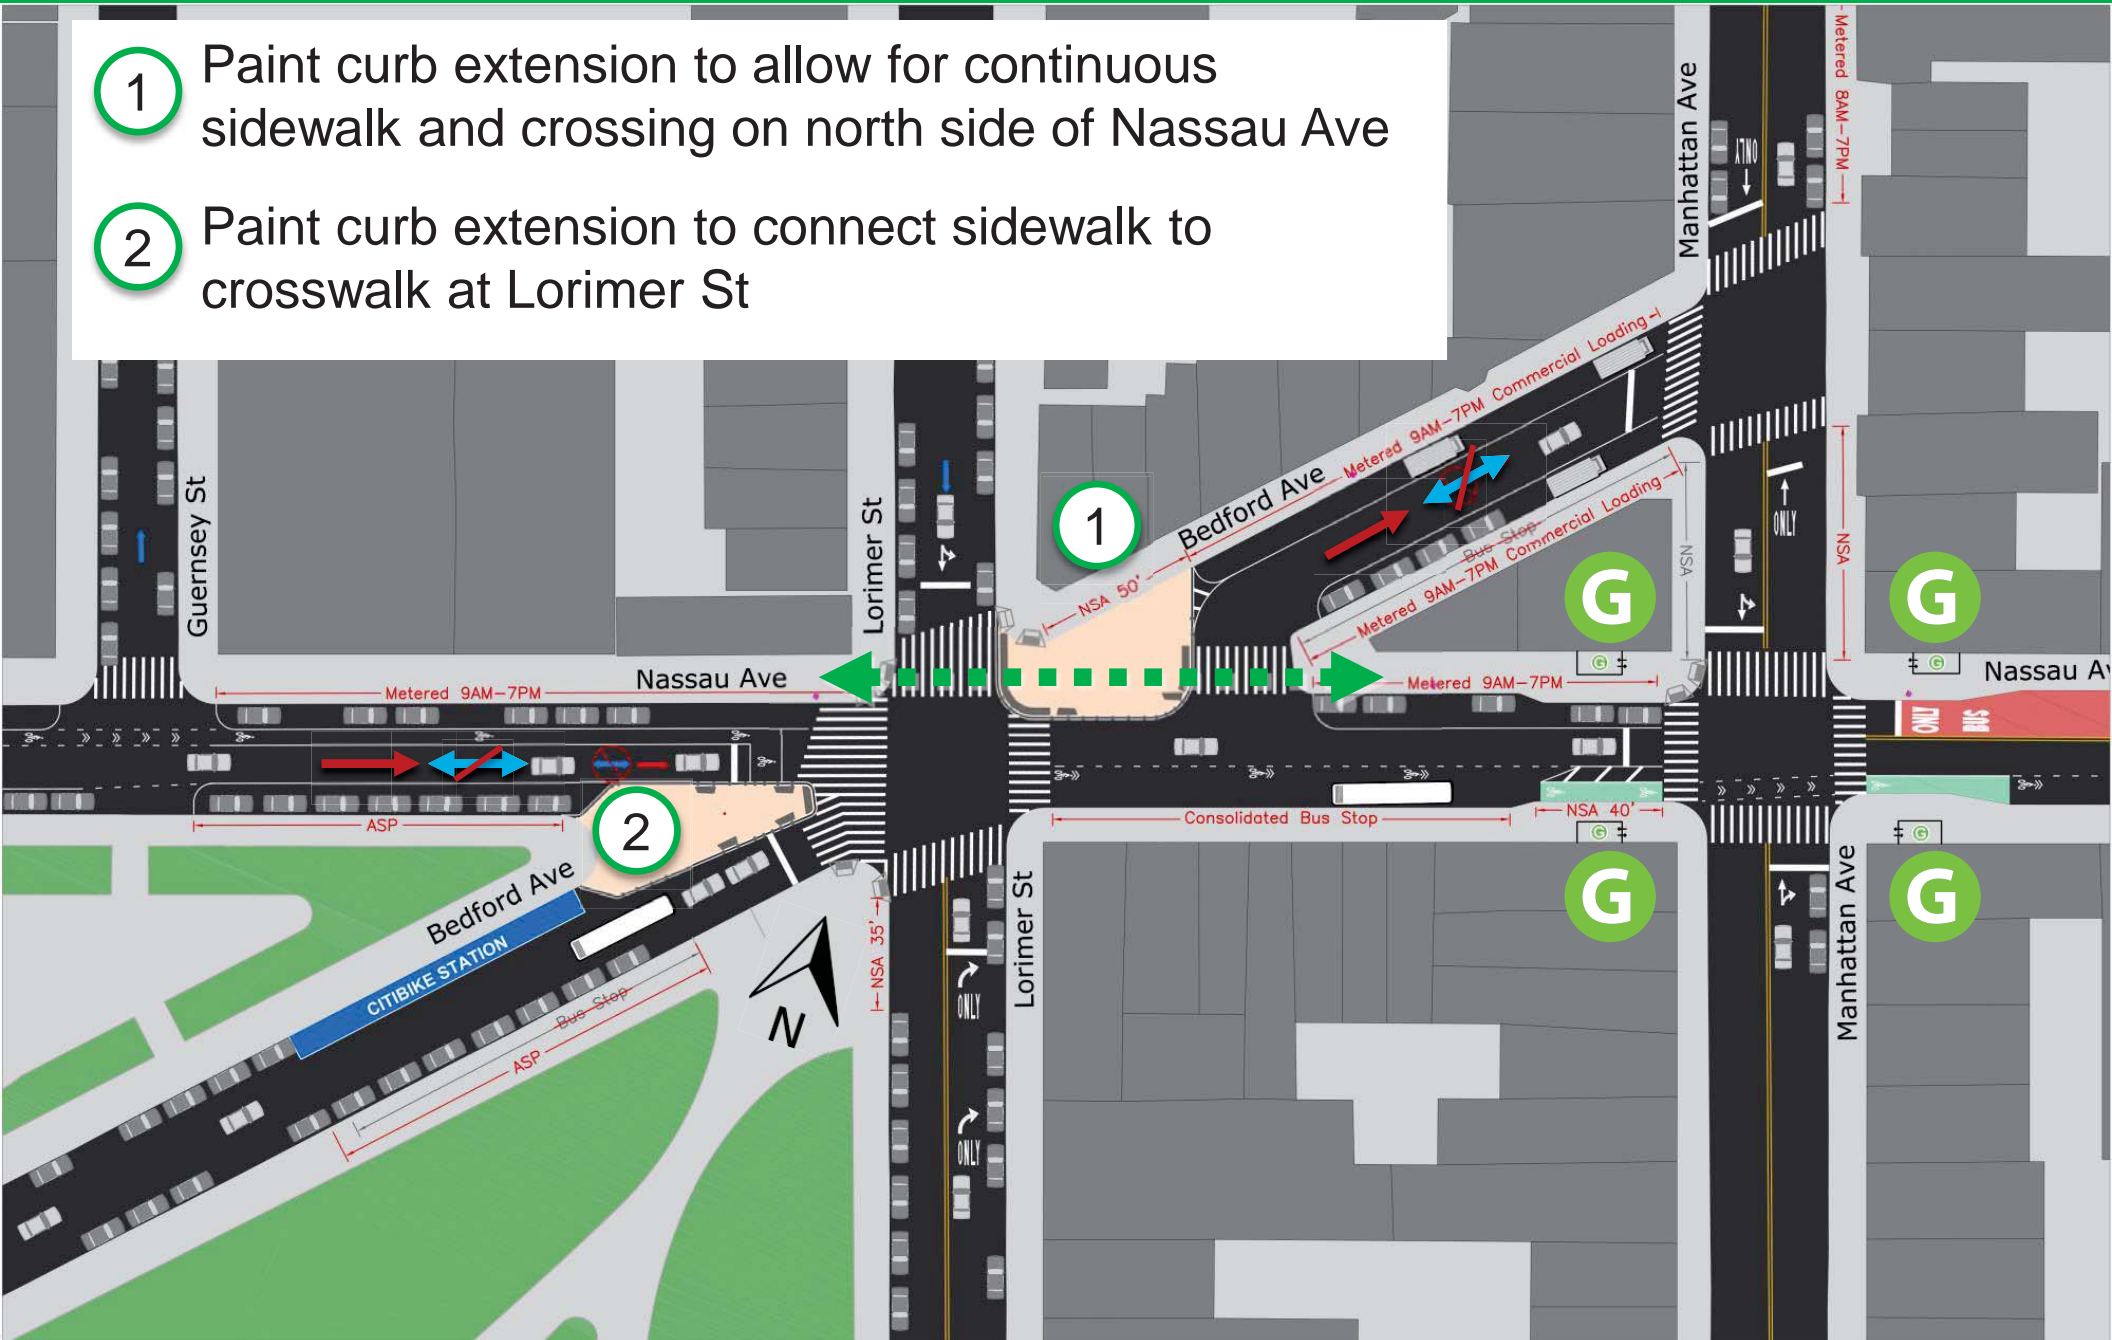 1 Paint curb extension to allow for continuous
sidewalk and crossing on north side of Nassau Ave
2 Paint curb extension to connect sidewalk to
crosswalk at Lorimer St
Metered 8AM-7PM
Manhattan Ave
ONLY
Metered 9AM-7PM Commercial Loading
Bedford Ave
1
NSA 50'
Bus Stop
Metered 9AM-7PM Commercial Loading
NSA
ONLY
NSA
Guernsey St
Lorimer St
G
G
G
G
Nassau Ave
Metered 9AM-7PM
Metered 9AM-7PM
Nassau Av
ONLY
BUS
2
ASP
Consolidated Bus Stop
NSA 40'
G
G
G
G
Bedford Ave
CITIBIKE STATION
Bus Stop
ASP
N
NSA 35'
ONLY
ONLY
Lorimer St
Manhattan Ave